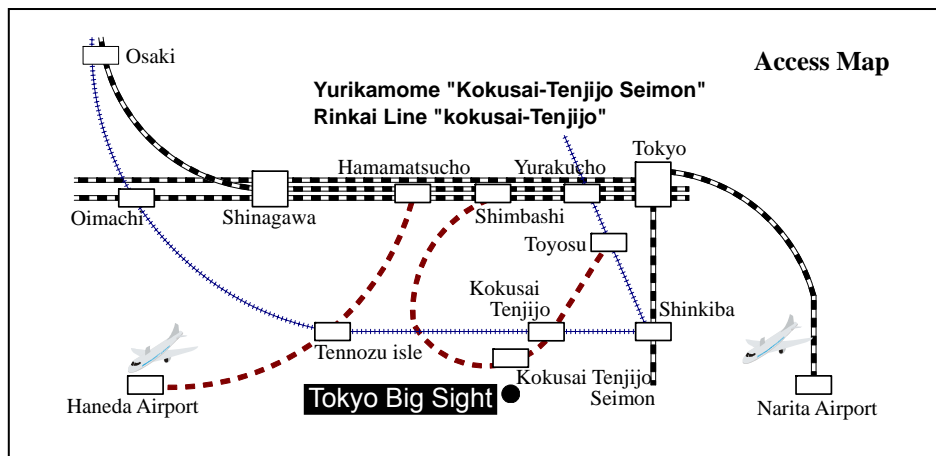 Osaki
Access Map
Yurikamome "Kokusai-Tenjijo Seimon"
Rinkai Line "kokusai-Tenjijo"
Tokyo
Hamamatsucho
Yurakucho
Oimachi
Shinagawa
Shimbashi
Toyosu
Kokusai
Tenjijo
Shinkiba
Tennozu isle
Kokusai Tenjijo
Seimon
Haneda Airport
Tokyo Big Sight
Narita Airport